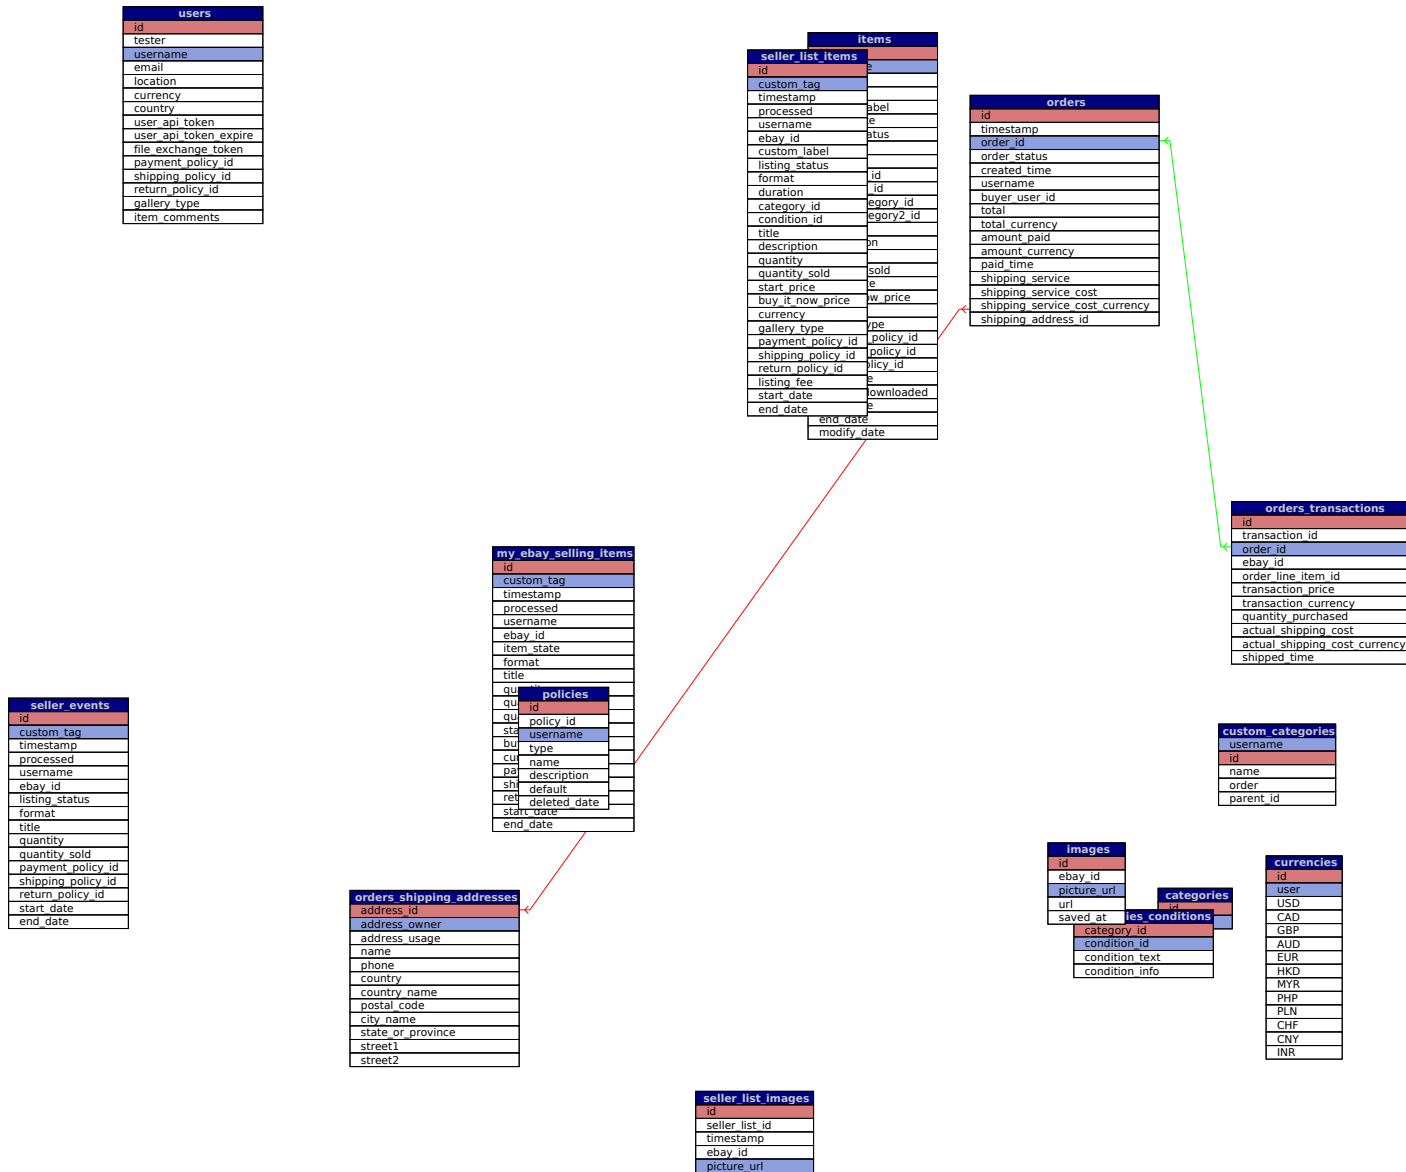 users
id
tester
username
email
location
currency
country
user_api_token
user_api_token_expire
file_exchange_token
payment_policy_id
shipping_policy_id
return_policy_id
gallery_type
item_comments
items
end_date
modify_date
seller_list_items
id
custom_tag
timestamp
processed
username
ebay_id
custom_label
listing_status
format
duration
category_id
condition_id
title
description
quantity
quantity_sold
start_price
buy_it_now_price
currency
gallery_type
payment_policy_id
shipping_policy_id
return_policy_id
listing_fee
start_date
end_date
orders
id
timestamp
order_id
order_status
created_time
username
buyer_user_id
total
total_currency
amount_paid
amount_currency
paid_time
shipping_service
shipping_service_cost
shipping_service_cost_currency
shipping_address_id
orders_transactions
id
transaction_id
order_id
ebay_id
order_line_item_id
transaction_price
transaction_currency
quantity_purchased
actual_shipping_cost
actual_shipping_cost_currency
shipped_time
my_ebay_selling_items
id
custom_tag
timestamp
processed
username
ebay_id
item_state
format
title
start_date
end_date
policies
id
policy_id
username
type
name
description
default
deleted_date
seller_events
id
custom_tag
timestamp
processed
username
ebay_id
listing_status
format
title
quantity
quantity_sold
payment_policy_id
shipping_policy_id
return_policy_id
start_date
end_date
custom_categories
username
id
name
order
parent_id
images
id
ebay_id
picture_url
url
saved_at
categories
id
ies_conditions
category_id
condition_id
condition_text
condition_info
currencies
id
user
USD
CAD
GBP
AUD
EUR
HKD
MYR
PHP
PLN
CHF
CNY
INR
orders_shipping_addresses
address_id
address_owner
address_usage
name
phone
country
country_name
postal_code
city_name
state_or_province
street1
street2
seller_list_images
id
seller_list_id
timestamp
ebay_id
picture_url